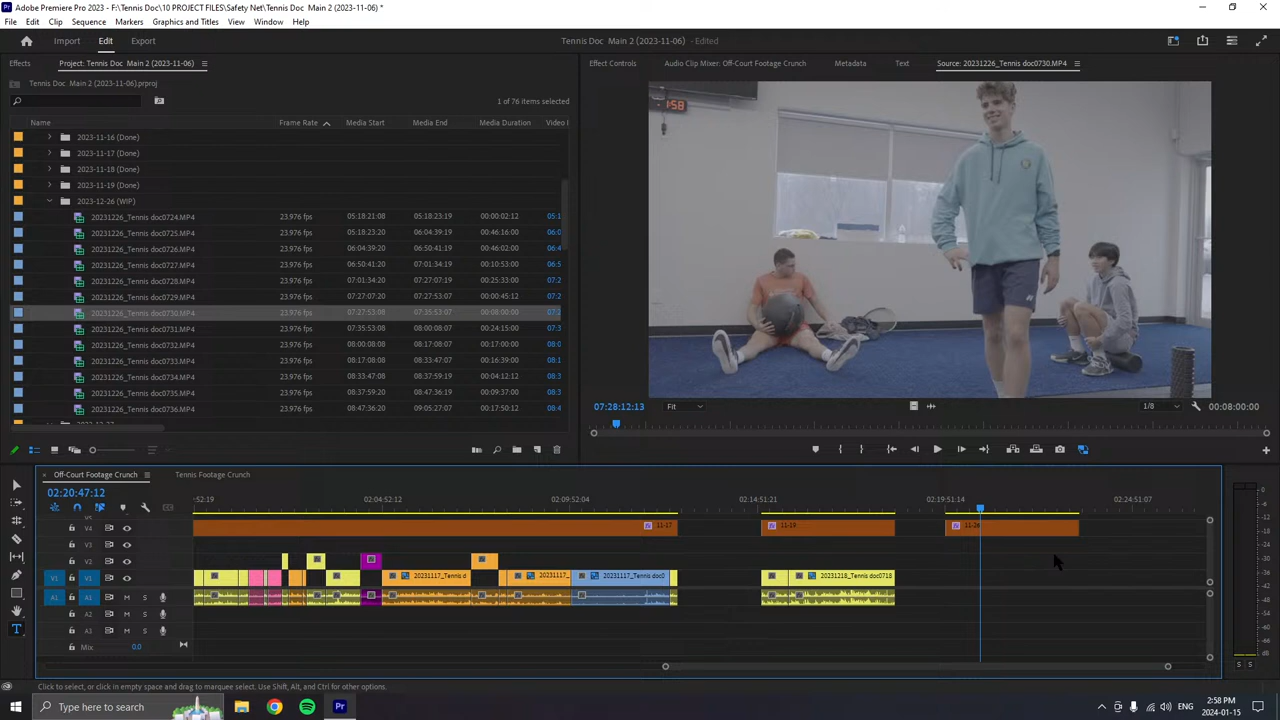 Adobe Premiere Pro 2023 - F:\Tennis Doc\10 PROJECT FILES\Safety Net\Tennis Doc Main 2 (2023-11-06) *
File Edit Clip Sequence Markers Graphics and Titles View Window Help
Import Edit Export Tennis Doc Main 2 (2023-11-06) - Edited
Effects Project: Tennis Doc Main 2 (2023-11-06) Effect Controls Audio Clip Mixer: Off-Court Footage Crunch Metadata Text Source: 20231226_Tennis doc0730.MP4
Tennis Doc Main 2 (2023-11-06).prproj
1 of 76 items selected
Name Frame Rate Media Start Media End Media Duration Video I
2023-11-16 (Done)
2023-11-17 (Done)
2023-11-18 (Done)
2023-11-19 (Done)
2023-12-26 (WIP)
20231226_Tennis doc0724.MP4 23.976 fps 05:18:21:08 05:18:23:19 00:00:02:12 05:1
20231226_Tennis doc0725.MP4 23.976 fps 05:18:23:20 06:04:39:19 00:46:16:00 06:0
20231226_Tennis doc0726.MP4 23.976 fps 06:04:39:20 06:50:41:19 00:46:02:00 06:4
20231226_Tennis doc0727.MP4 23.976 fps 06:50:41:20 07:01:34:19 00:10:53:00 06:5
20231226_Tennis doc0728.MP4 23.976 fps 07:01:34:20 07:27:07:19 00:25:33:00 07:2
20231226_Tennis doc0729.MP4 23.976 fps 07:27:07:20 07:27:53:07 00:00:45:12 07:2
20231226_Tennis doc0730.MP4 23.976 fps 07:27:53:08 07:35:53:07 00:08:00:00 07:2
20231226_Tennis doc0731.MP4 23.976 fps 07:35:53:08 08:00:08:07 00:24:15:00 07:3
20231226_Tennis doc0732.MP4 23.976 fps 08:00:08:08 08:17:08:07 00:17:00:00 08:1
20231226_Tennis doc0733.MP4 23.976 fps 08:17:08:08 08:33:47:07 00:16:39:00 08:1
20231226_Tennis doc0734.MP4 23.976 fps 08:33:47:08 08:37:59:19 00:04:12:12 08:3
20231226_Tennis doc0735.MP4 23.976 fps 08:37:59:20 08:47:36:19 00:09:37:00 08:4
20231226_Tennis doc0736.MP4 23.976 fps 08:47:36:20 09:05:27:07 00:17:50:12 08:4
:58
07:28:12:13 Fit 1/8 00:08:00:00
Off-Court Footage Crunch Tennis Footage Crunch
02:20:47:12
:52:19 02:04:52:12 02:09:52:04 02:14:51:21 02:19:51:14 02:24:51:07
V4 11-17 11-19
V3
V2
V1 V1 20231117_Tennis d 20231117_ 20231117_Tennis doc0 20231218_Tennis doc0718
A1 A1 M S
A2 M S
A3 M S
Mix 0.0
dB
S S
Click to select, or click in empty space and drag to marquee select. Use Shift, Alt, and Ctrl for other options.
Type here to search Pr ENG 2:58 PM
2024-01-15